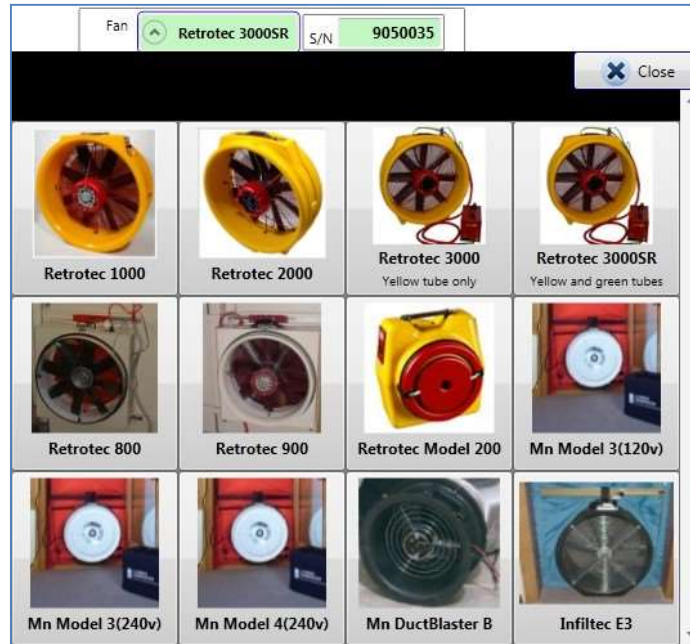 Fan
Retrotec 3000SR
S/N
9050035
Close
Retrotec 1000
Retrotec 2000
Retrotec 3000
Yellow tube only
Retrotec 3000SR
Yellow and green tubes
Retrotec 800
Retrotec 900
Retrotec Model 200
Mn Model 3(120v)
Mn Model 3(240v)
Mn Model 4(240v)
Mn DuctBlaster B
Infiltec E3